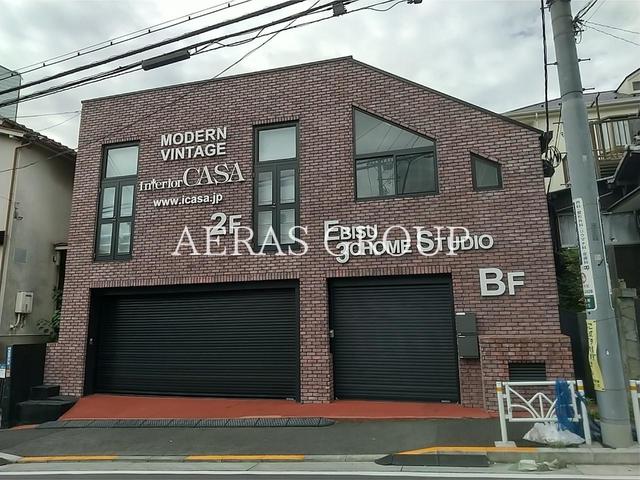 MODERN
VINTAGE
Interior CASA
www.icasa.jp
2F
EBISU STUDIO
3CHOME
BF
AERAS GROUP